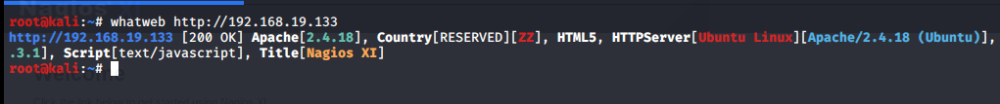 root@kali:~# whatweb http://192.168.19.133
http://192.168.19.133 [200 OK] Apache[2.4.18], Country[RESERVED][ZZ], HTML5, HTTPServer[Ubuntu Linux][Apache/2.4.18 (Ubuntu)],
.3.1], Script[text/javascript], Title[Nagios XI]
root@kali:~#